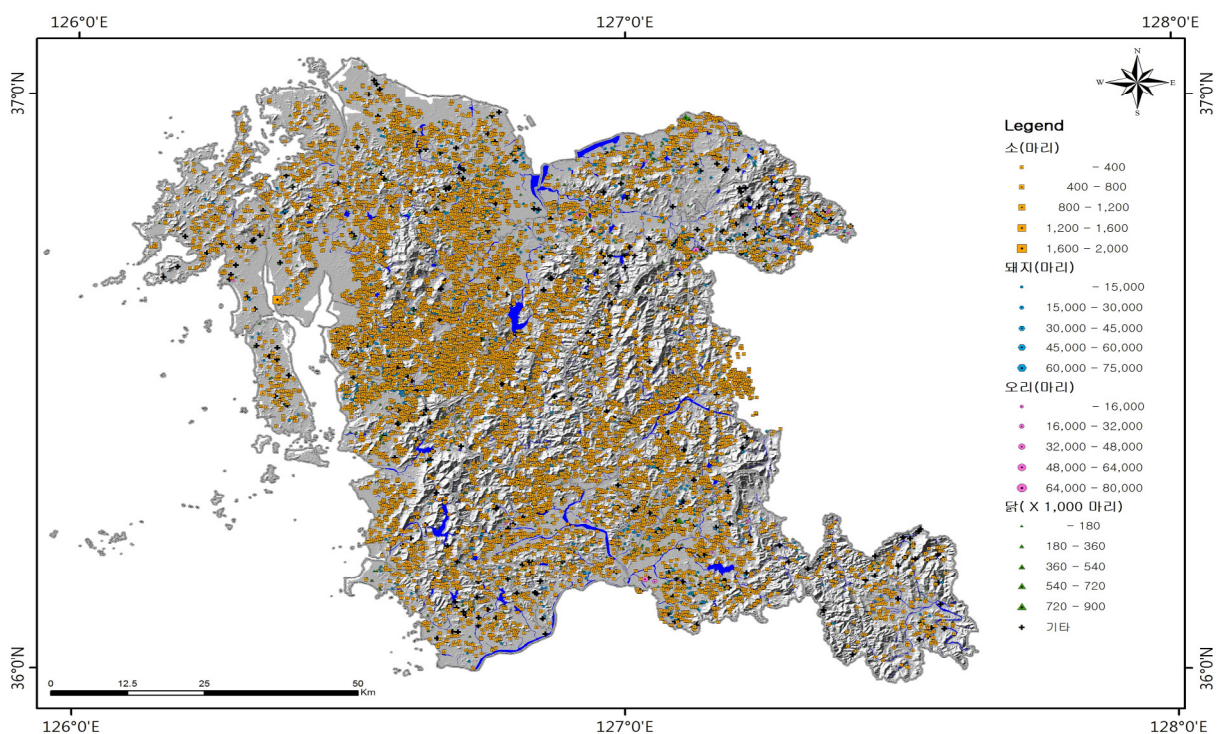 126°0'E 127°0'E 128°0'E
37°0'N 37°0'N
N
W E
S
Legend
소(마리)
- 400
400 - 800
800 - 1,200
1,200 - 1,600
1,600 - 2,000
돼지(마리)
- 15,000
15,000 - 30,000
30,000 - 45,000
45,000 - 60,000
60,000 - 75,000
오리(마리)
- 16,000
16,000 - 32,000
32,000 - 48,000
48,000 - 64,000
64,000 - 80,000
닭( X 1,000 마리)
- 180
180 - 360
360 - 540
540 - 720
720 - 900
기타
36°0'N 36°0'N
0 12.5 25 50
Km
126°0'E 127°0'E 128°0'E